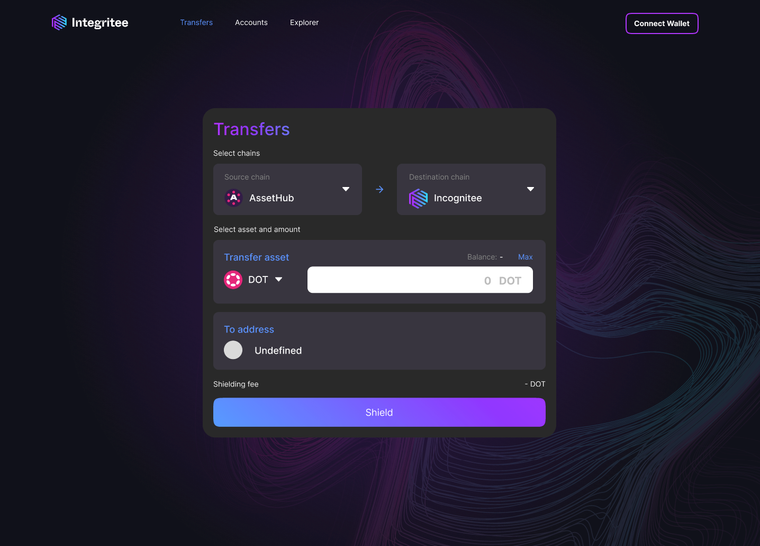 Integritee
Transfers Accounts Explorer
Connect Wallet
Transfers
Select chains
Source chain
AssetHub
Destination chain
Incognitee
Select asset and amount
Transfer asset
Balance: - Max
DOT
0 DOT
To address
Undefined
Shielding fee
- DOT
Shield